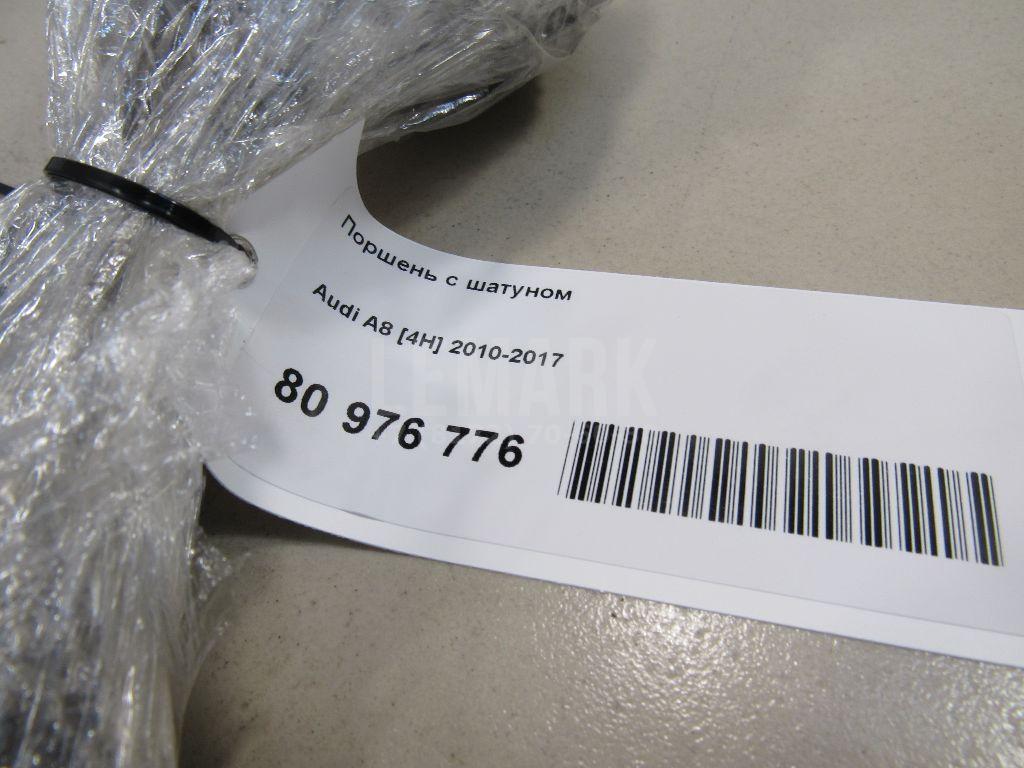 Поршень с шатуном
Audi A8 [4H] 2010-2017
80 976 776
LEMARK